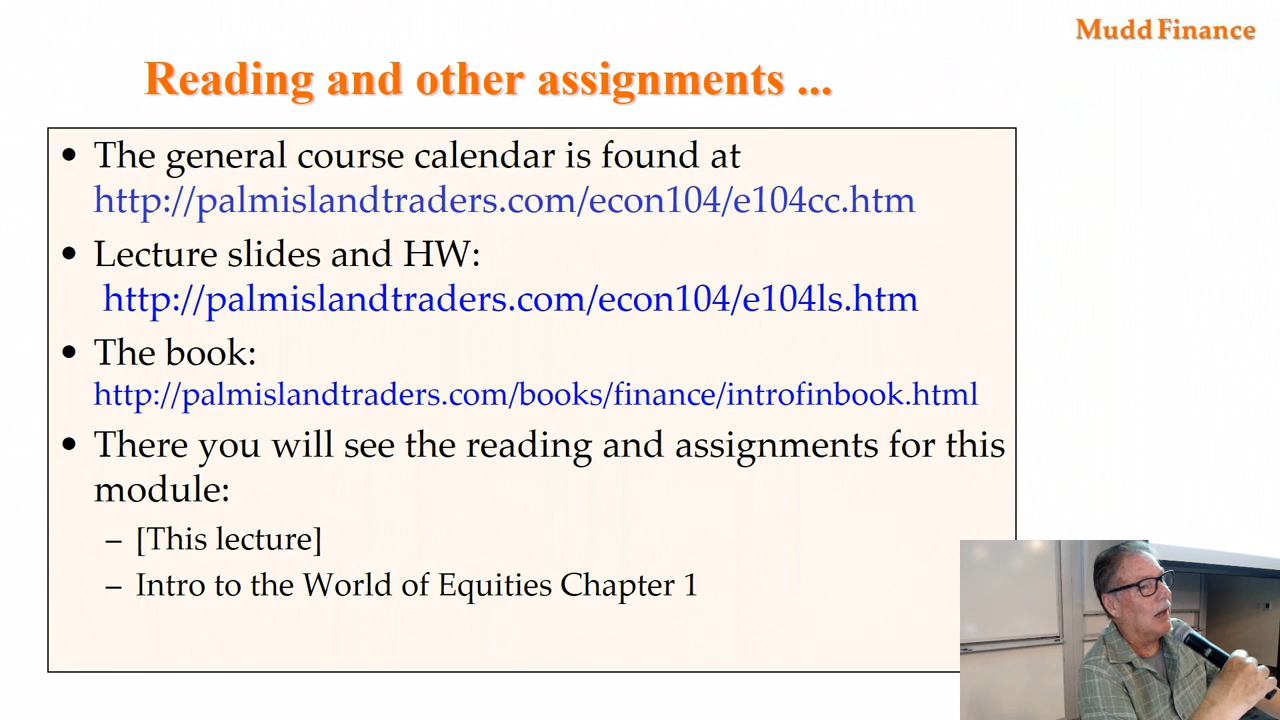 Mudd Finance
Reading and other assignments ...
• The general course calendar is found at
http://palmislandtraders.com/econ104/e104cc.htm
• Lecture slides and HW:
http://palmislandtraders.com/econ104/e104ls.htm
• The book:
http://palmislandtraders.com/books/finance/introfinbook.html
• There you will see the reading and assignments for this
module:
– [This lecture]
– Intro to the World of Equities Chapter 1